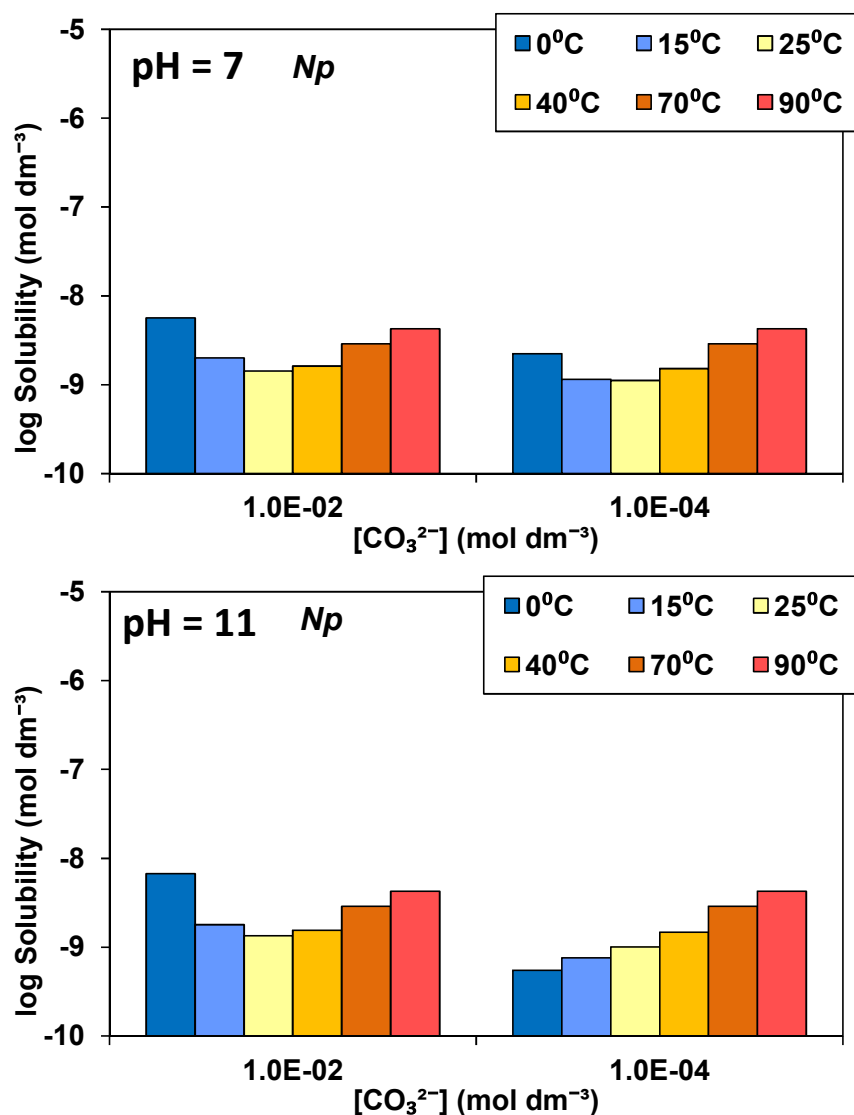 pH = 7 Np
0⁰C 15⁰C 25⁰C
40⁰C 70⁰C 90⁰C
log Solubility (mol dm⁻³)
-5
-6
-7
-8
-9
-10
1.0E-02 1.0E-04
[CO₃²⁻] (mol dm⁻³)
pH = 11 Np
0⁰C 15⁰C 25⁰C
40⁰C 70⁰C 90⁰C
log Solubility (mol dm⁻³)
-5
-6
-7
-8
-9
-10
1.0E-02 1.0E-04
[CO₃²⁻] (mol dm⁻³)